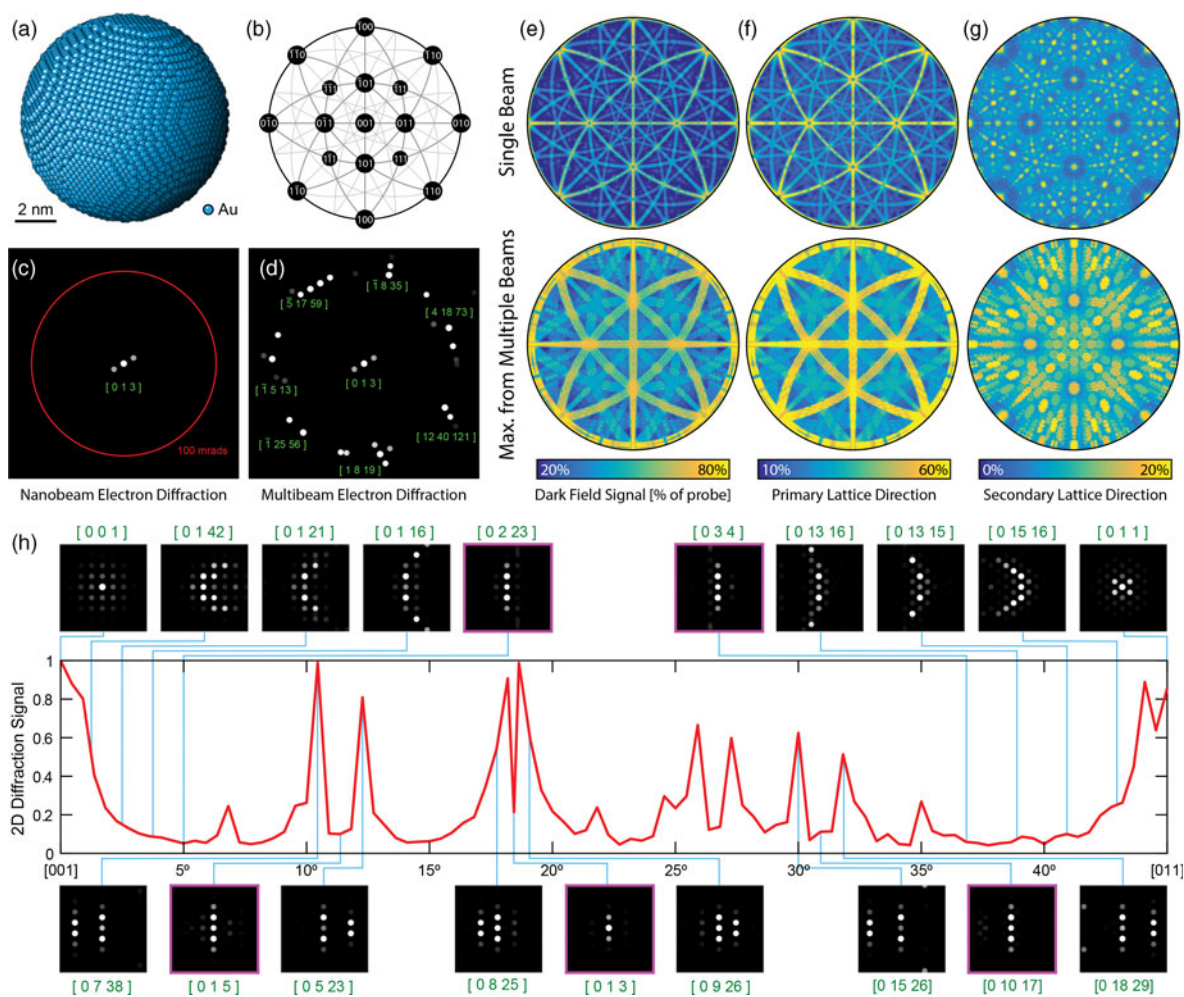 (a)
2 nm
Au
(b)
1̄00
1̄1̄0
1̄10
1̄01
01̄0
01̄1
001
011
010
101
11̄1
111
11̄0
110
100
(c)
[ 0 1 3 ]
100 mrads
Nanobeam Electron Diffraction
(d)
[ 5̄ 17 59 ]
[ 1̄ 8 35 ]
[ 4 18 73 ]
[ 0 1 3 ]
[ 1̄ 5 13 ]
[ 1̄ 25 56 ]
[ 12 40 121 ]
[ 1 8 19 ]
Multibeam Electron Diffraction
(e)
(f)
(g)
Single Beam
Max. from Multiple Beams
20% 80%
Dark Field Signal [% of probe]
10% 60%
Primary Lattice Direction
0% 20%
Secondary Lattice Direction
(h)
[ 0 0 1 ] [ 0 1 42 ] [ 0 1 21 ] [ 0 1 16 ] [ 0 2 23 ] [ 0 3 4 ] [ 0 13 16 ] [ 0 13 15 ] [ 0 15 16 ] [ 0 1 1 ]
2D Diffraction Signal
1
0.8
0.6
0.4
0.2
0
[001] 5º 10º 15º 20º 25º 30º 35º 40º [011]
[ 0 7 38 ] [ 0 1 5 ] [ 0 5 23 ] [ 0 8 25 ] [ 0 1 3 ] [ 0 9 26 ] [ 0 15 26 ] [ 0 10 17 ] [0 18 29]